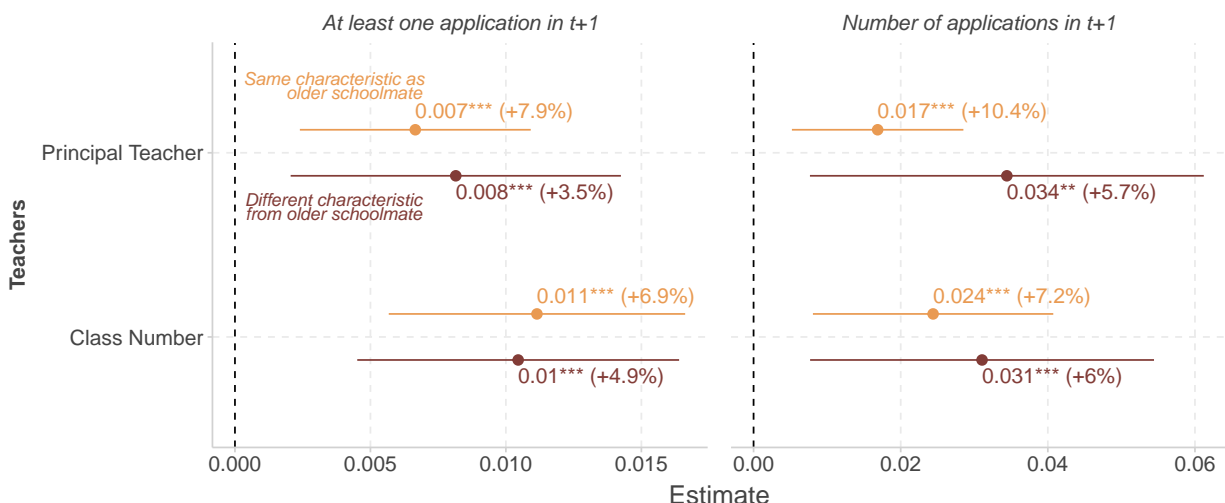 At least one application in t+1
Number of applications in t+1
Same characteristic as
older schoolmate
0.007*** (+7.9%)
0.017*** (+10.4%)
Principal Teacher
0.008*** (+3.5%)
0.034** (+5.7%)
Different characteristic
from older schoolmate
Teachers
0.011*** (+6.9%)
0.024*** (+7.2%)
Class Number
0.01*** (+4.9%)
0.031*** (+6%)
0.000 0.005 0.010 0.015 0.00 0.02 0.04 0.06
Estimate